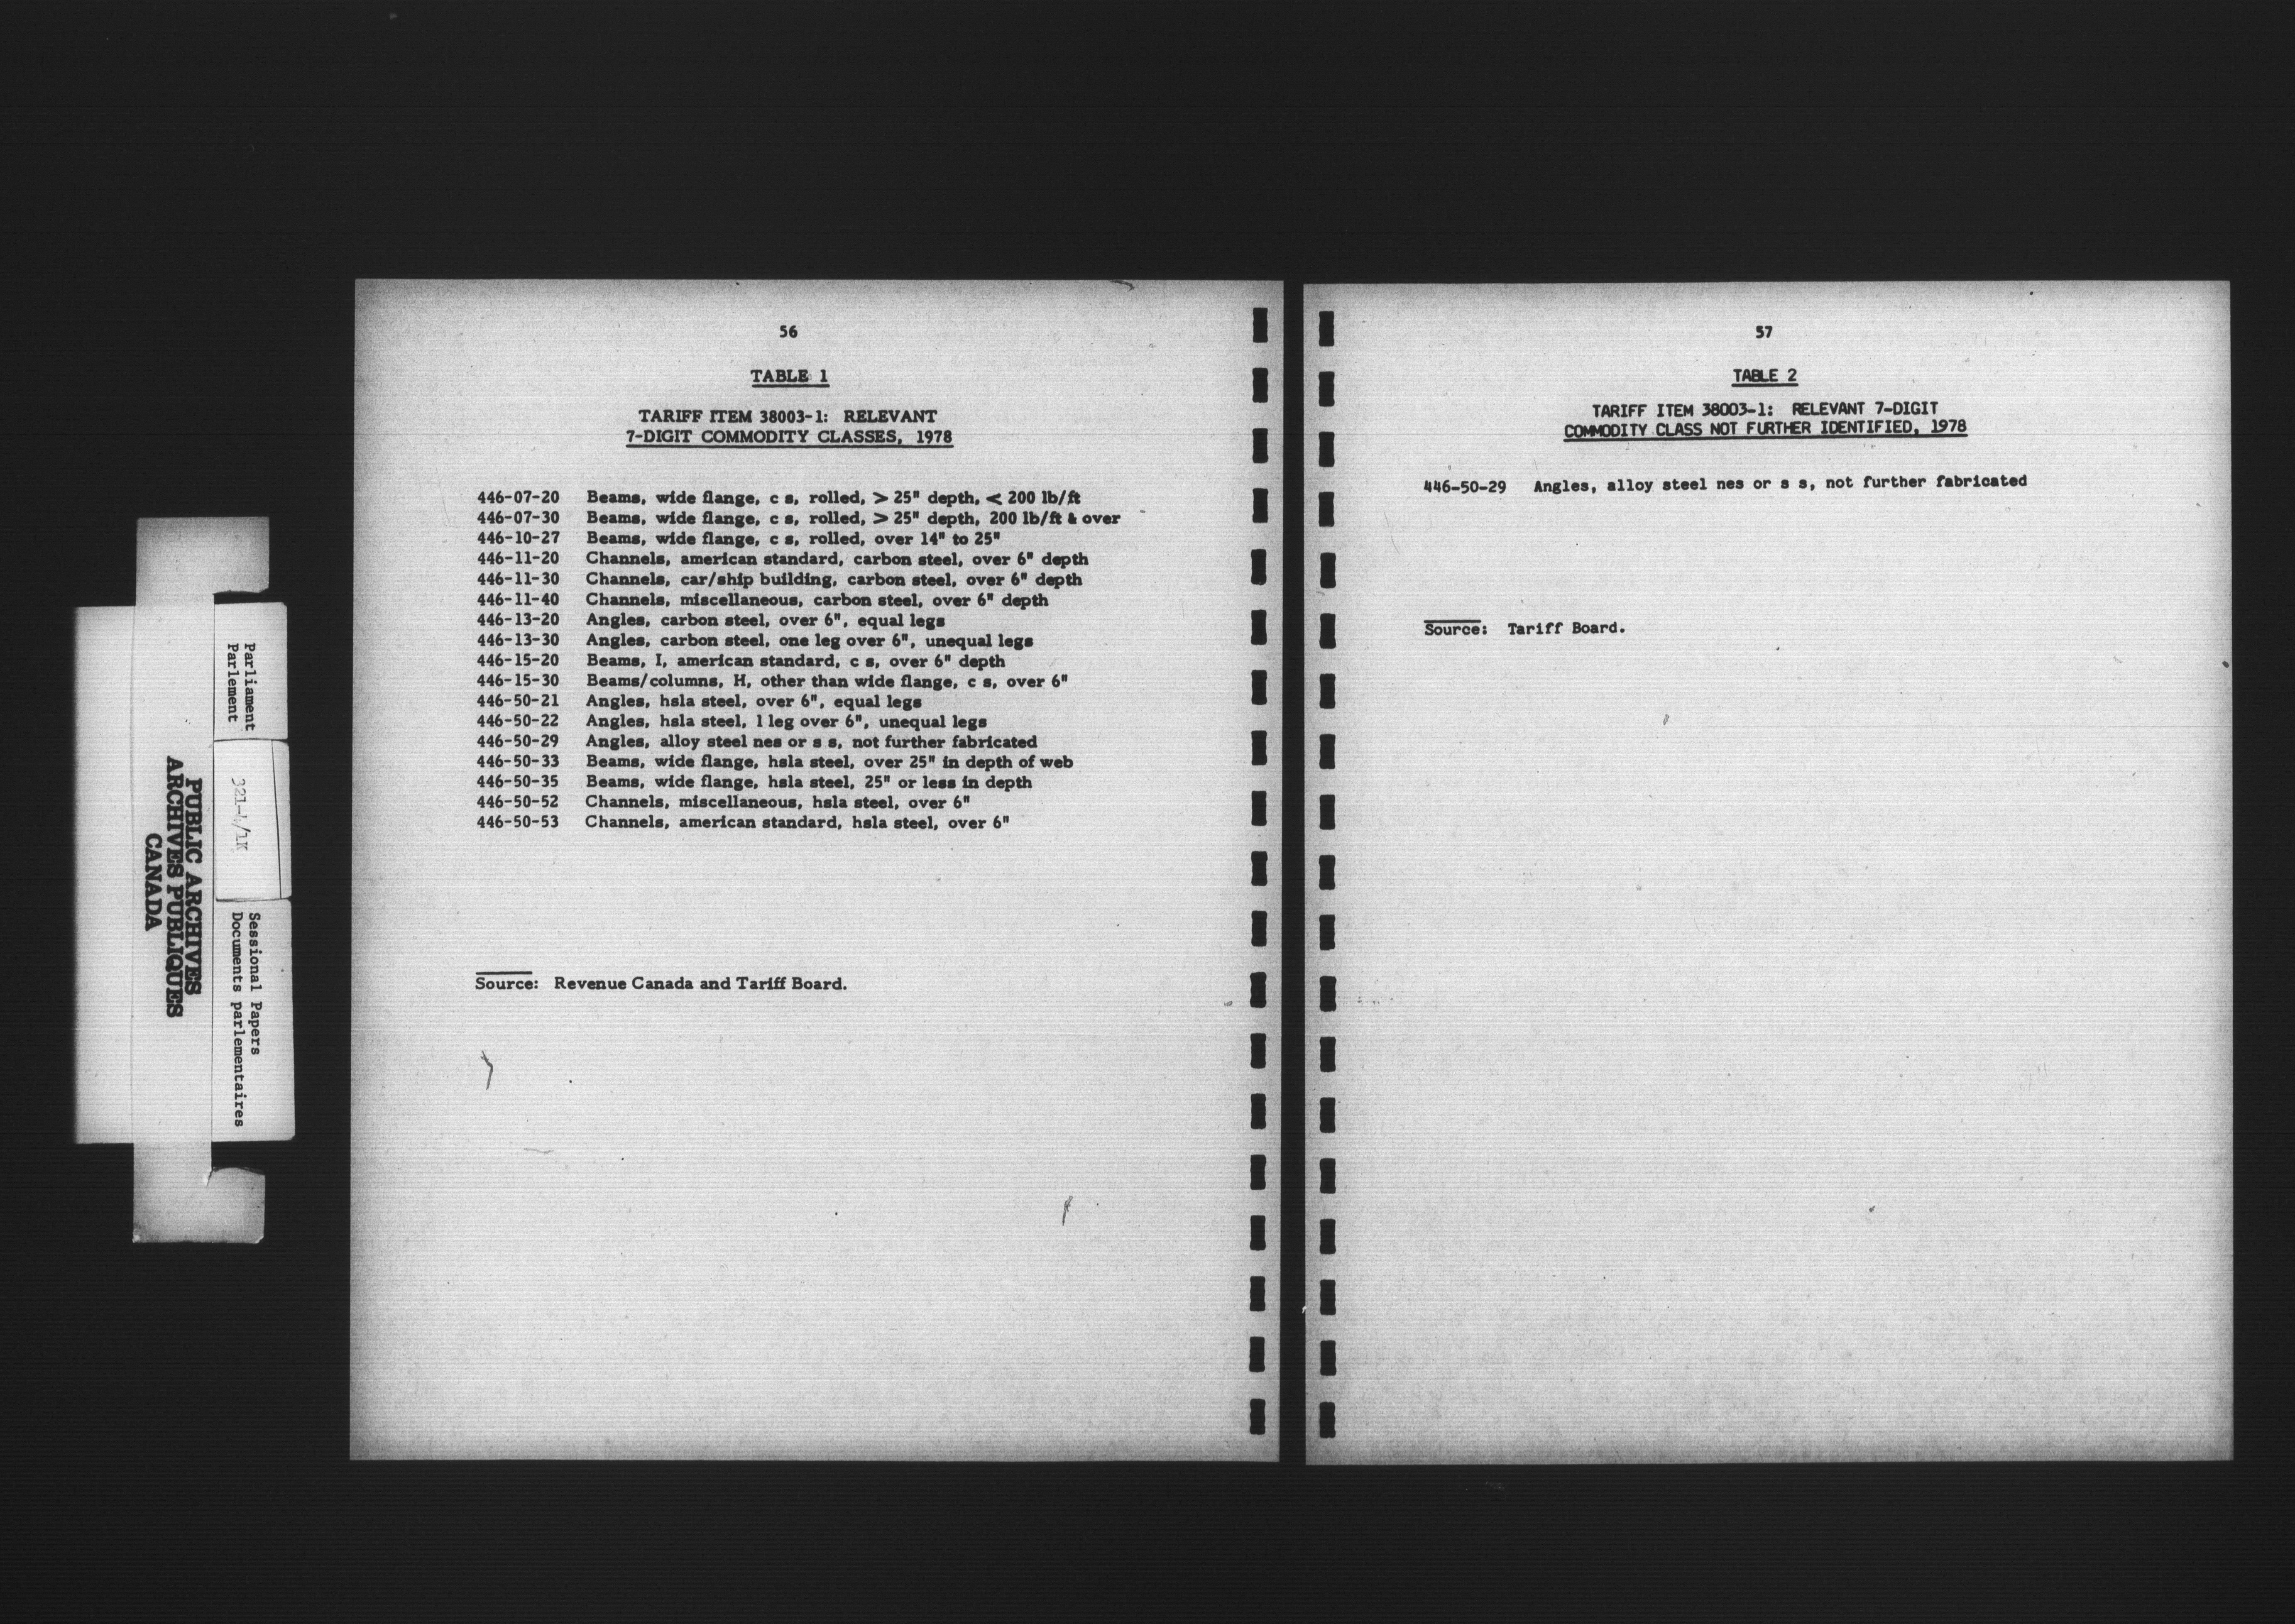 Parliament
Parlement
321-4/1K
Sessional Papers
Documents parlementaires
PUBLIC ARCHIVES
ARCHIVES PUBLIQUES
CANADA
56
TABLE 1
TARIFF ITEM 38003-1: RELEVANT
7-DIGIT COMMODITY CLASSES, 1978
446-07-20 Beams, wide flange, c s, rolled, > 25" depth, < 200 lb/ft
446-07-30 Beams, wide flange, c s, rolled, > 25" depth, 200 lb/ft & over
446-10-27 Beams, wide flange, c s, rolled, over 14" to 25"
446-11-20 Channels, american standard, carbon steel, over 6" depth
446-11-30 Channels, car/ship building, carbon steel, over 6" depth
446-11-40 Channels, miscellaneous, carbon steel, over 6" depth
446-13-20 Angles, carbon steel, over 6", equal legs
446-13-30 Angles, carbon steel, one leg over 6", unequal legs
446-15-20 Beams, I, american standard, c s, over 6" depth
446-15-30 Beams/columns, H, other than wide flange, c s, over 6"
446-50-21 Angles, hsla steel, over 6", equal legs
446-50-22 Angles, hsla steel, 1 leg over 6", unequal legs
446-50-29 Angles, alloy steel nes or s s, not further fabricated
446-50-33 Beams, wide flange, hsla steel, over 25" in depth of web
446-50-35 Beams, wide flange, hsla steel, 25" or less in depth
446-50-52 Channels, miscellaneous, hsla steel, over 6"
446-50-53 Channels, american standard, hsla steel, over 6"
Source: Revenue Canada and Tariff Board.
57
TABLE 2
TARIFF ITEM 38003-1: RELEVANT 7-DIGIT
COMMODITY CLASS NOT FURTHER IDENTIFIED, 1978
446-50-29 Angles, alloy steel nes or s s, not further fabricated
Source: Tariff Board.